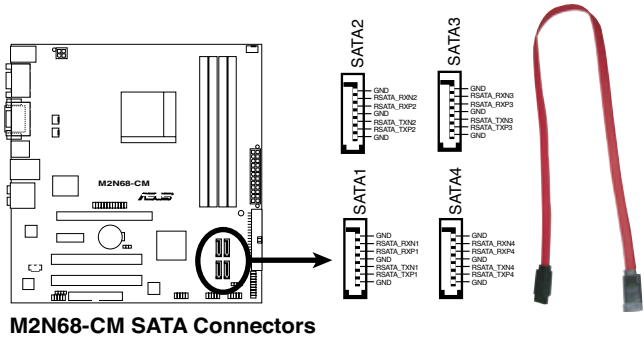 SATA2
GND
RSATA_RXN2
RSATA_RXP2
GND
RSATA_TXN2
RSATA_TXP2
GND
SATA3
GND
RSATA_RXN3
RSATA_RXP3
GND
RSATA_TXN3
RSATA_TXP3
GND
M2N68-CM
ASUS
SATA1
GND
RSATA_RXN1
RSATA_RXP1
GND
RSATA_TXN1
RSATA_TXP1
GND
SATA4
GND
RSATA_RXN4
RSATA_RXP4
GND
RSATA_TXN4
RSATA_TXP4
GND
M2N68-CM SATA Connectors